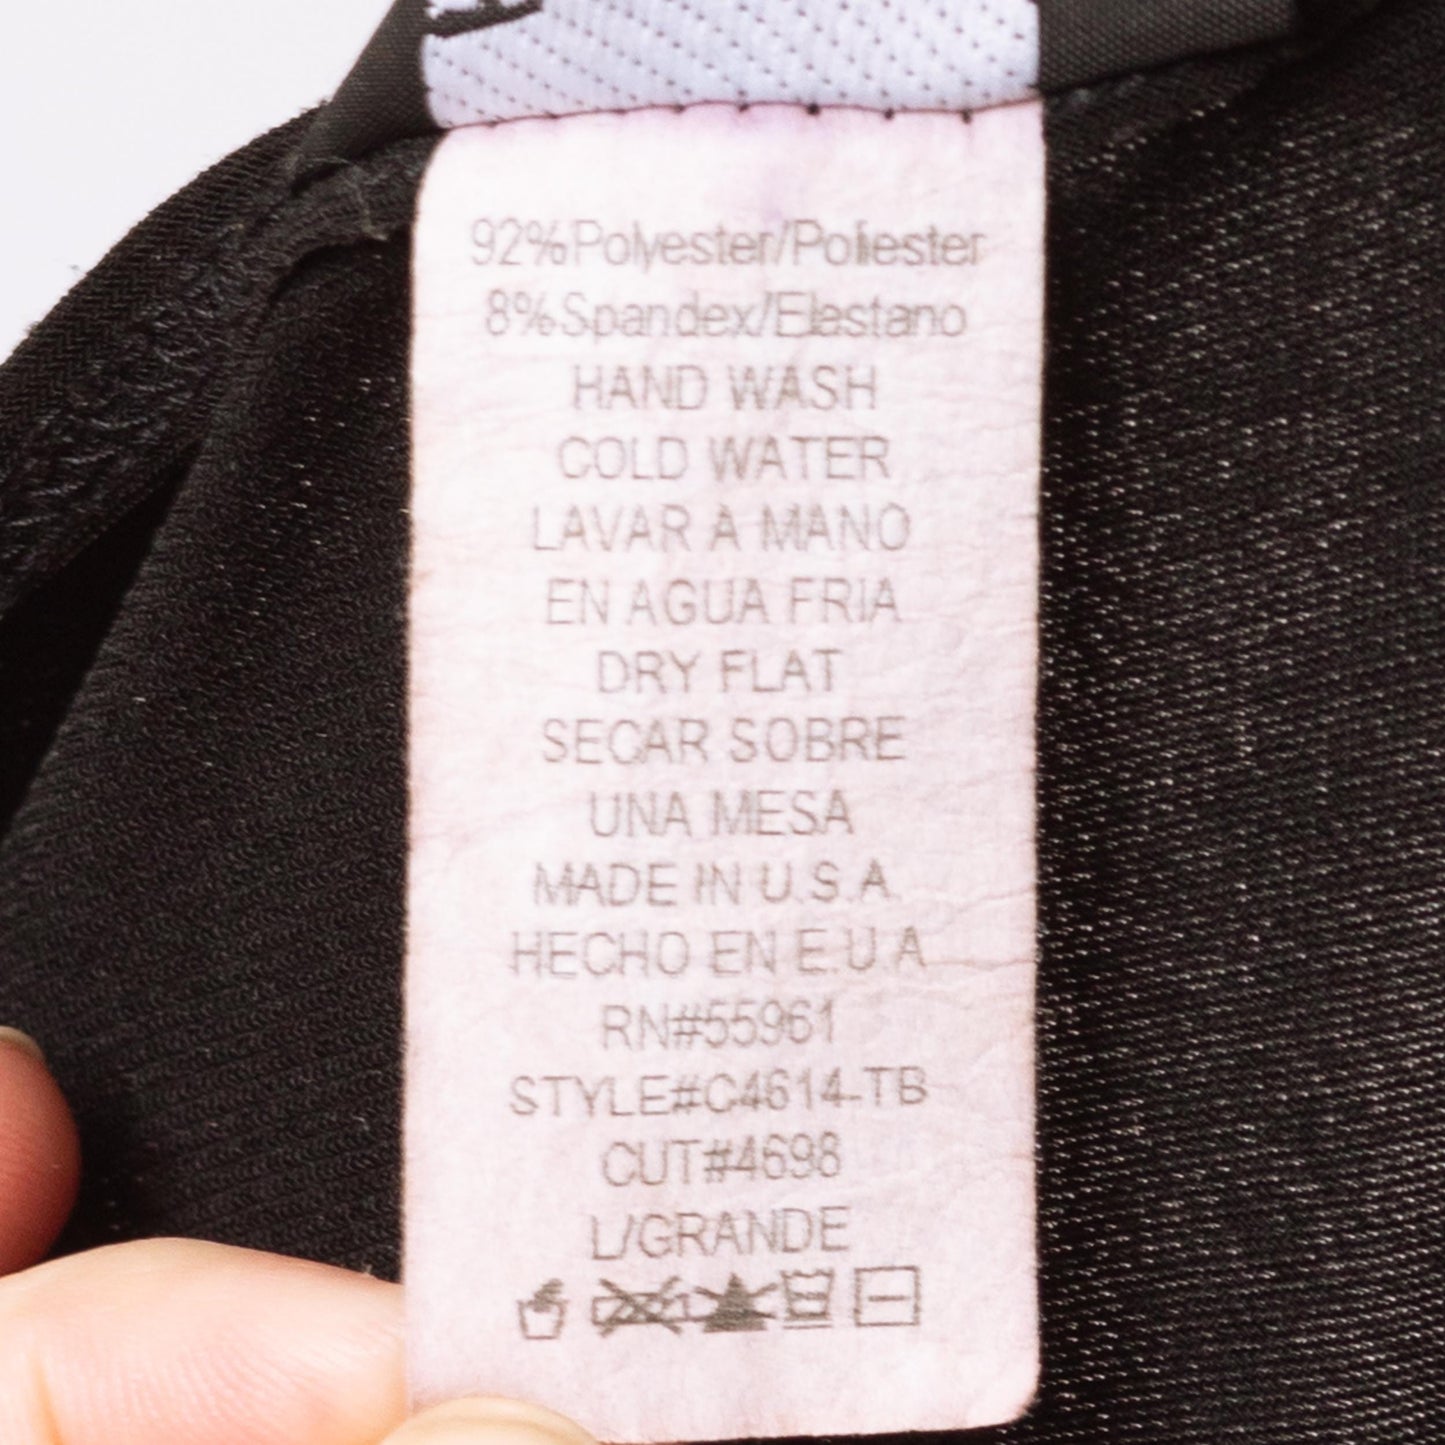 92%Polyester/Poliester
8%Spandex/Elastano
HAND WASH
COLD WATER
LAVAR A MANO
EN AGUA FRIA
DRY FLAT
SECAR SOBRE
UNA MESA
MADE IN U.S.A.
HECHO EN E.U.A
RN#55961
STYLE#C4614-TB
CUT#4698
L/GRANDE